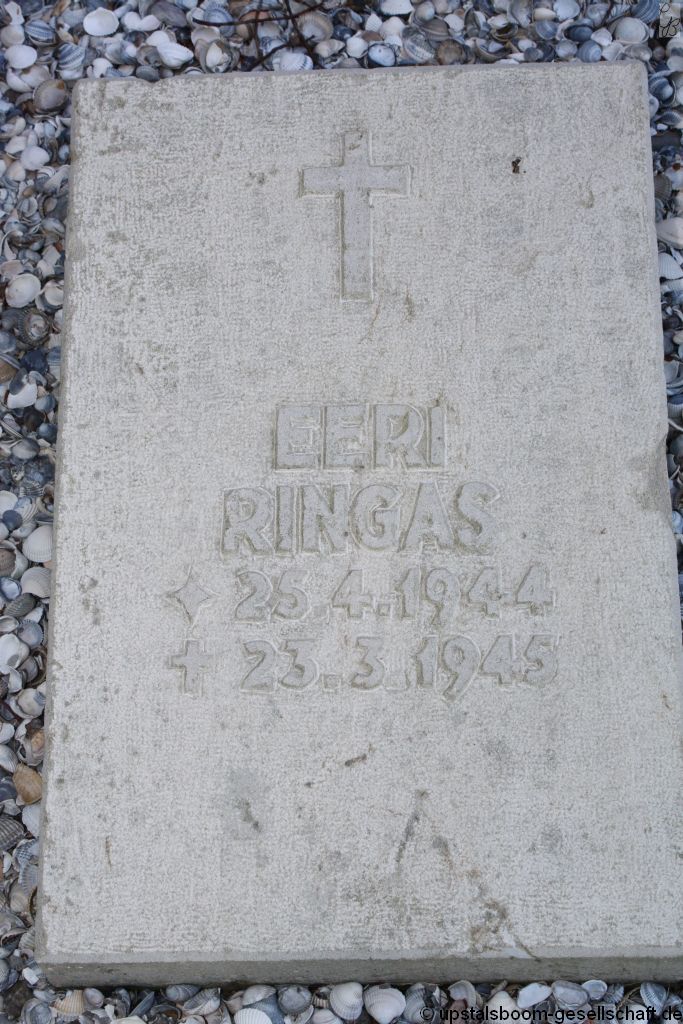 EERI
RINGAS
✧ 25.4.1944
✝ 23.3.1945
© upstalsboom-gesellschaft.de